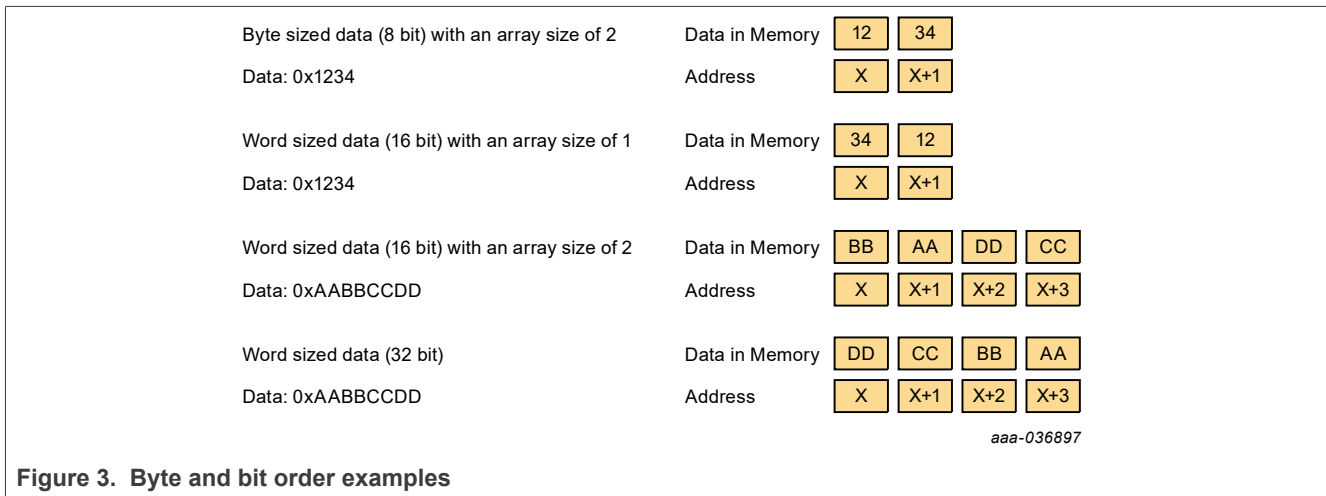 Byte sized data (8 bit) with an array size of 2 Data in Memory 12 34
Data: 0x1234 Address X X+1
Word sized data (16 bit) with an array size of 1 Data in Memory 34 12
Data: 0x1234 Address X X+1
Word sized data (16 bit) with an array size of 2 Data in Memory BB AA DD CC
Data: 0xAABBCCDD Address X X+1 X+2 X+3
Word sized data (32 bit) Data in Memory DD CC BB AA
Data: 0xAABBCCDD Address X X+1 X+2 X+3
aaa-036897
Figure 3. Byte and bit order examples